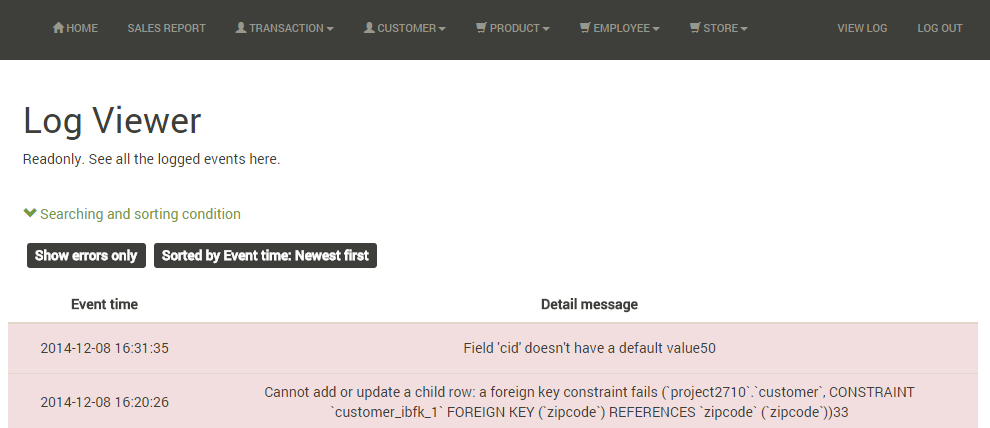 HOME SALES REPORT TRANSACTION CUSTOMER PRODUCT EMPLOYEE STORE VIEW LOG LOG OUT
Log Viewer
Readonly. See all the logged events here.
Searching and sorting condition
Show errors only Sorted by Event time: Newest first
Event time Detail message
2014-12-08 16:31:35 Field 'cid' doesn't have a default value50
Cannot add or update a child row: a foreign key constraint fails (`project2710`.`customer`, CONSTRAINT
2014-12-08 16:20:26
`customer_ibfk_1` FOREIGN KEY (`zipcode`) REFERENCES `zipcode` (`zipcode`))33